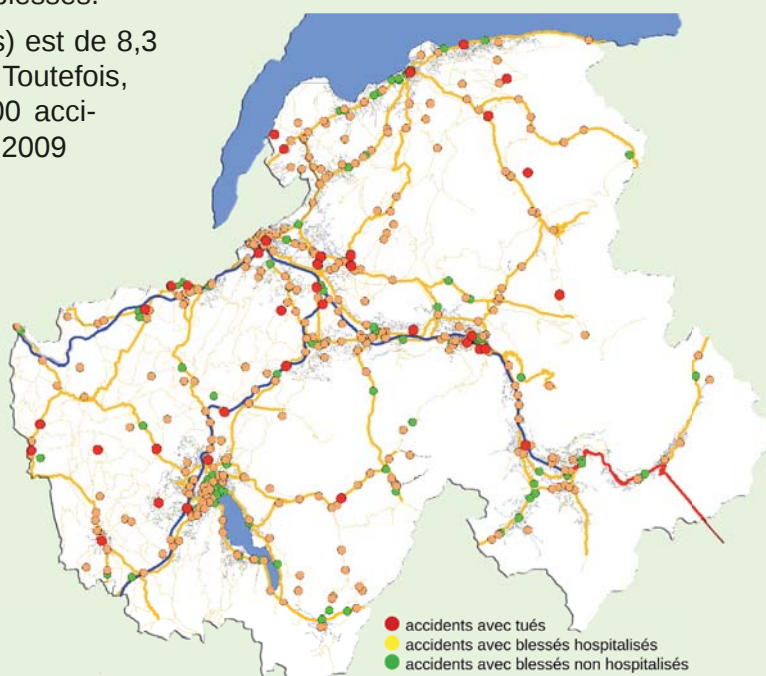 blessés.
s) est de 8,3
Toutefois,
00 acci-
2009
accidents avec tués
accidents avec blessés hospitalisés
accidents avec blessés non hospitalisés